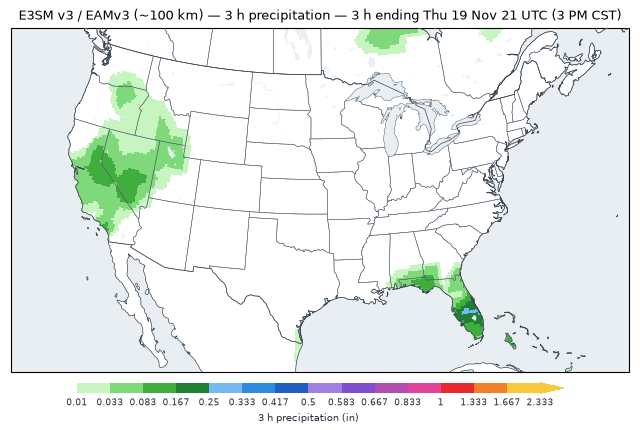 E3SM v3 / EAMv3 (~100 km) — 3 h precipitation — 3 h ending Thu 19 Nov 21 UTC (3 PM CST)
0.01 0.033 0.083 0.167 0.25 0.333 0.417 0.5 0.583 0.667 0.833 1 1.333 1.667 2.333
3 h precipitation (in)